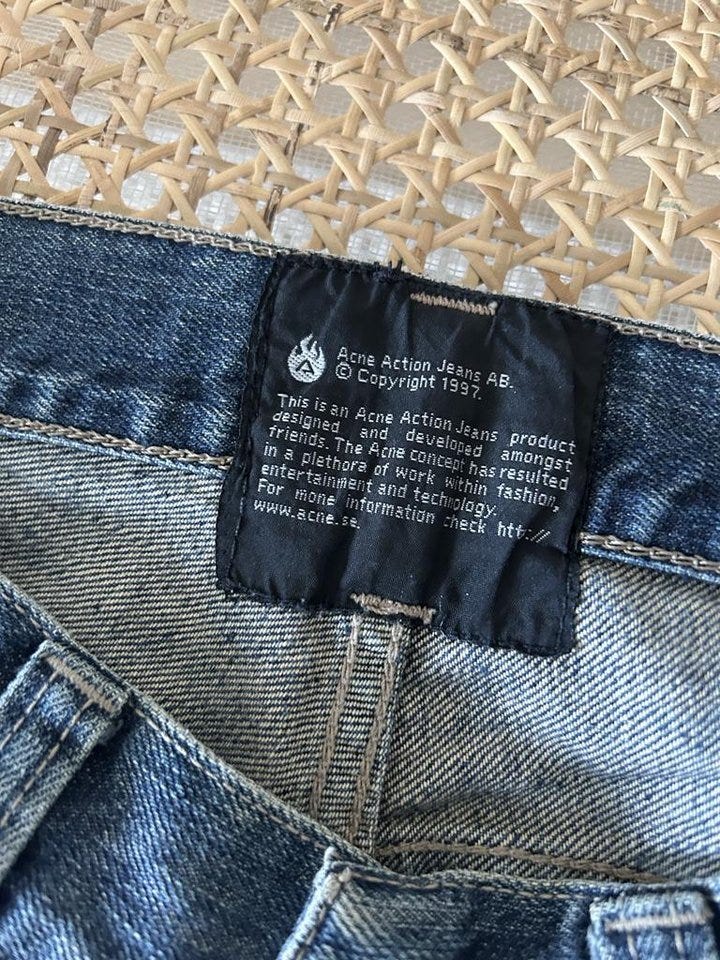 Acne Action Jeans AB.
© Copyright 1997.
This is an Acne Action Jeans product
designed and developed amongst
friends. The Acne concept has resulted
in a plethora of work within fashion,
entertainment and technology.
For more information check http://
www.acne.se.